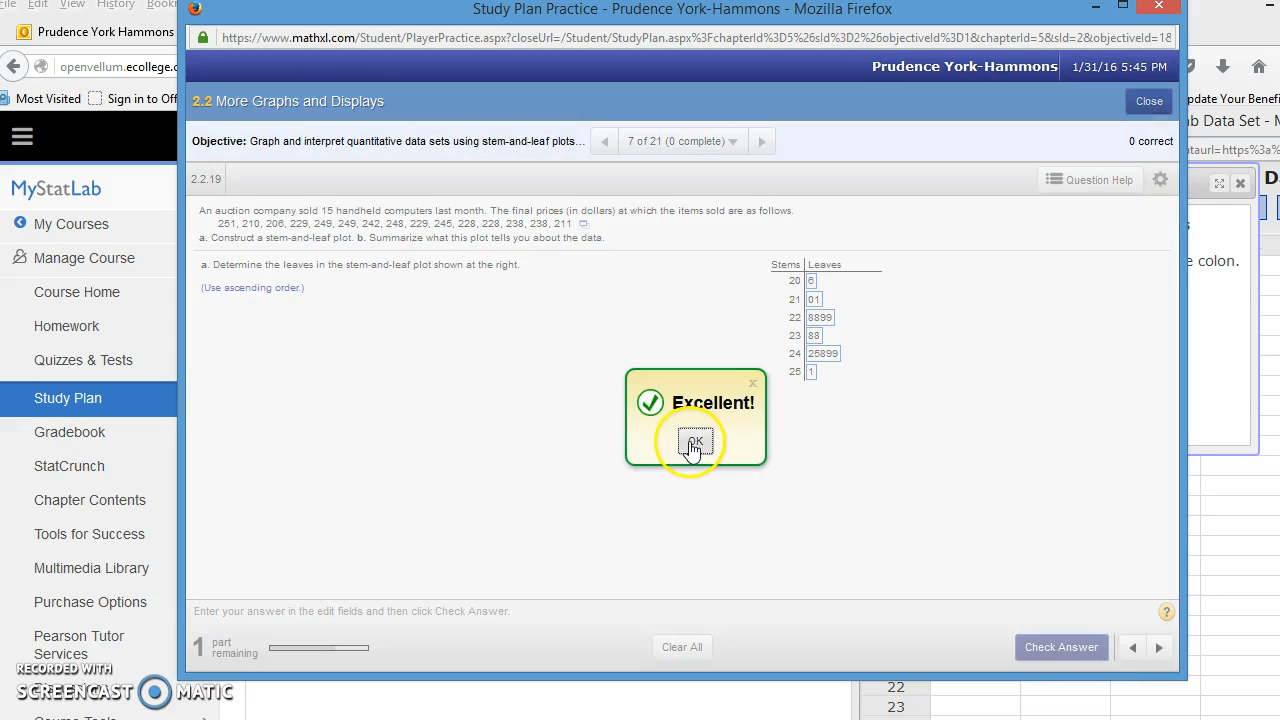 File Edit View History Bookm
Study Plan Practice - Prudence York-Hammons - Mozilla Firefox
Prudence York-Hammons
https://www.mathxl.com/Student/PlayerPractice.aspx?closeUrl=/Student/StudyPlan.aspx%3FchapterId%3D5%26sId%3D2%26objectiveId%3D1&chapterId=5&sId=2&objectiveId=1&
openvellum.ecollege.c
Prudence York-Hammons 1/31/16 5:45 PM
Most Visited Sign in to Off
pdate Your Benefi
2.2 More Graphs and Displays
Close
b Data Set - M
Objective: Graph and interpret quantitative data sets using stem-and-leaf plots...
7 of 21 (0 complete)
0 correct
2.2.19
Question Help
MyStatLab
My Courses
Manage Course
Course Home
Homework
Quizzes & Tests
Study Plan
Gradebook
StatCrunch
Chapter Contents
Tools for Success
Multimedia Library
Purchase Options
Pearson Tutor
Services
An auction company sold 15 handheld computers last month. The final prices (in dollars) at which the items sold are as follows.
251, 210, 206, 229, 249, 249, 242, 248, 229, 245, 228, 228, 238, 238, 211
a. Construct a stem-and-leaf plot. b. Summarize what this plot tells you about the data.
a. Determine the leaves in the stem-and-leaf plot shown at the right.
(Use ascending order.)
Stems Leaves
20 6
21 01
22 8899
23 88
24 25899
25 1
e colon.
x
Excellent!
OK
Enter your answer in the edit fields and then click Check Answer.
?
1 part remaining
Clear All
Check Answer
22
23
RECORDED WITH
SCREENCAST MATIC